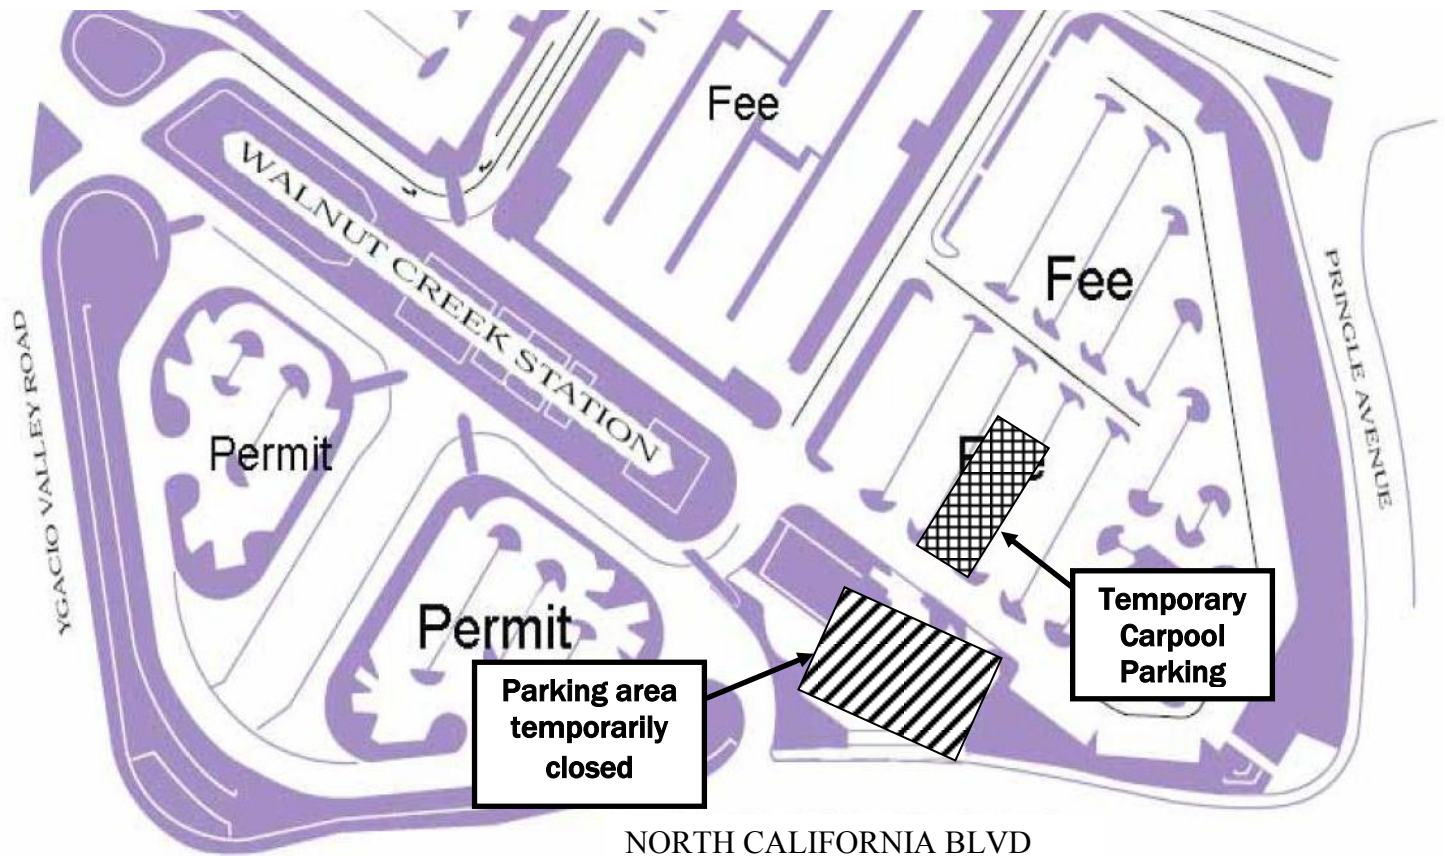 Fee
WALNUT CREEK STATION
Fee
PRINGLE AVENUE
YGACIO VALLEY ROAD
Permit
Fee
Temporary
Carpool
Parking
Permit
Parking area
temporarily
closed
NORTH CALIFORNIA BLVD